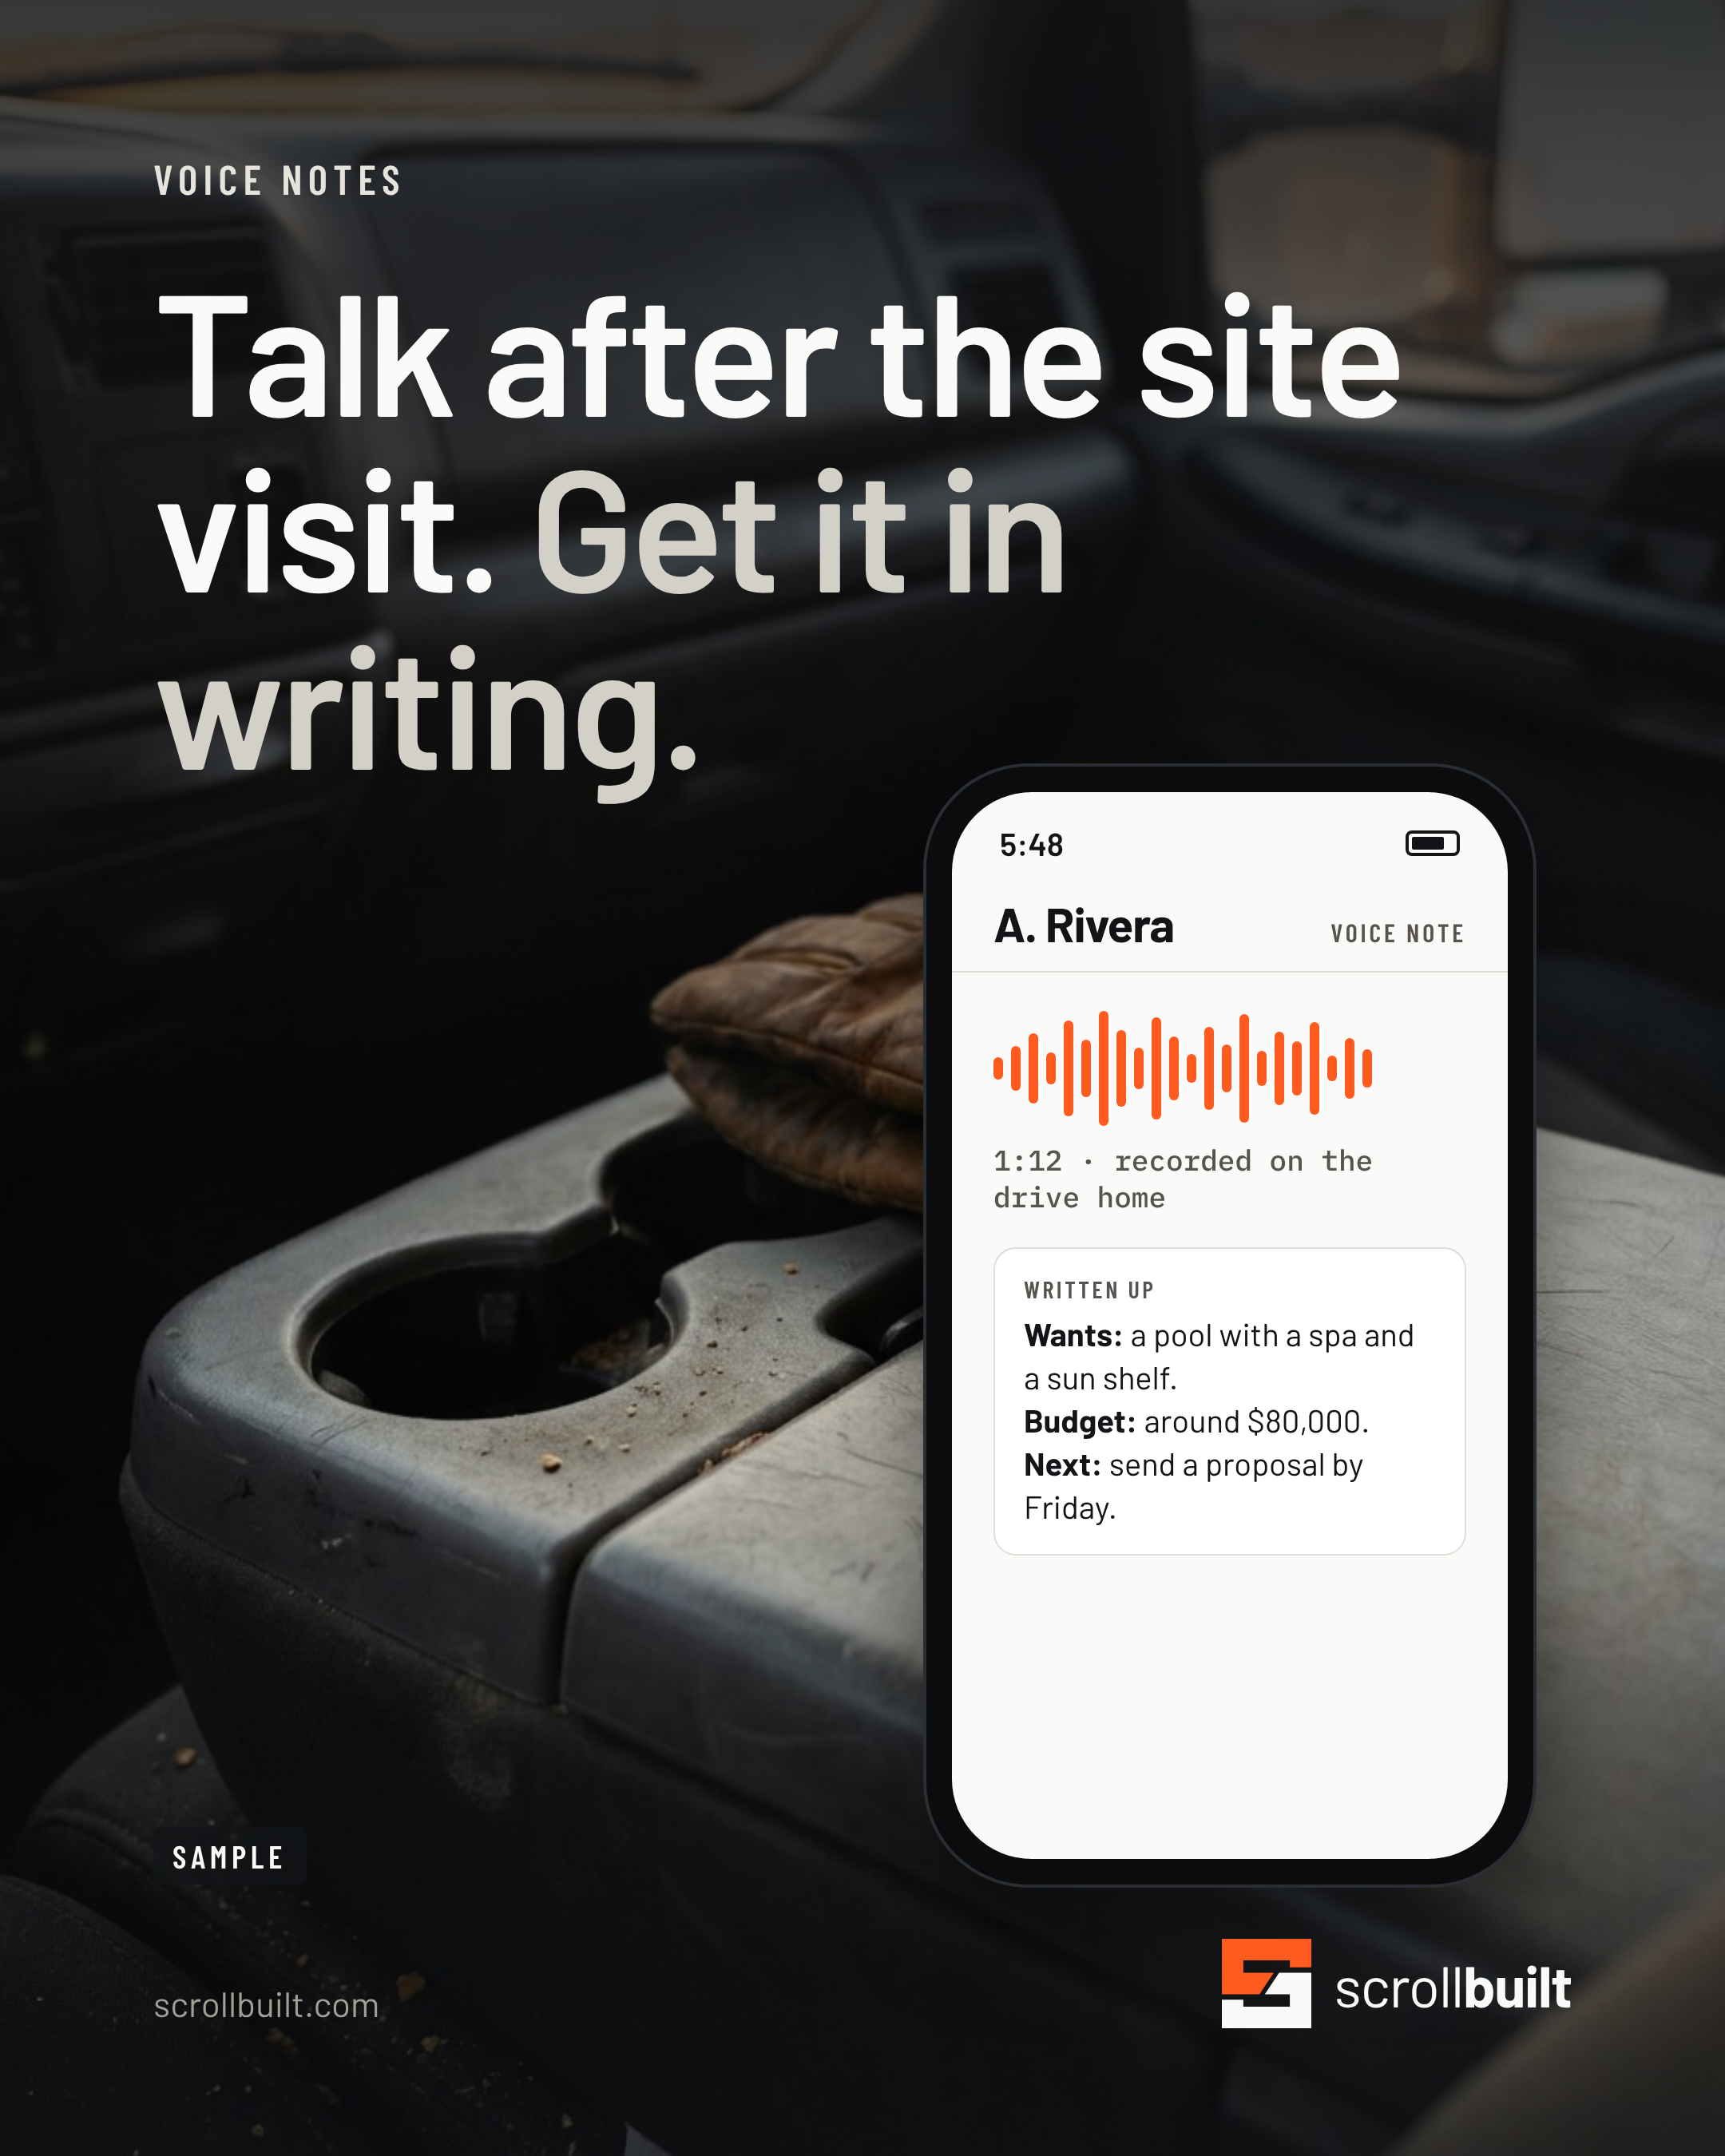 VOICE NOTES
Talk after the site
visit. Get it in
writing.
5:48
A. Rivera
VOICE NOTE
1:12 · recorded on the
drive home
WRITTEN UP
Wants: a pool with a spa and
a sun shelf.
Budget: around $80,000.
Next: send a proposal by
Friday.
SAMPLE
scrollbuilt.com
scrollbuilt